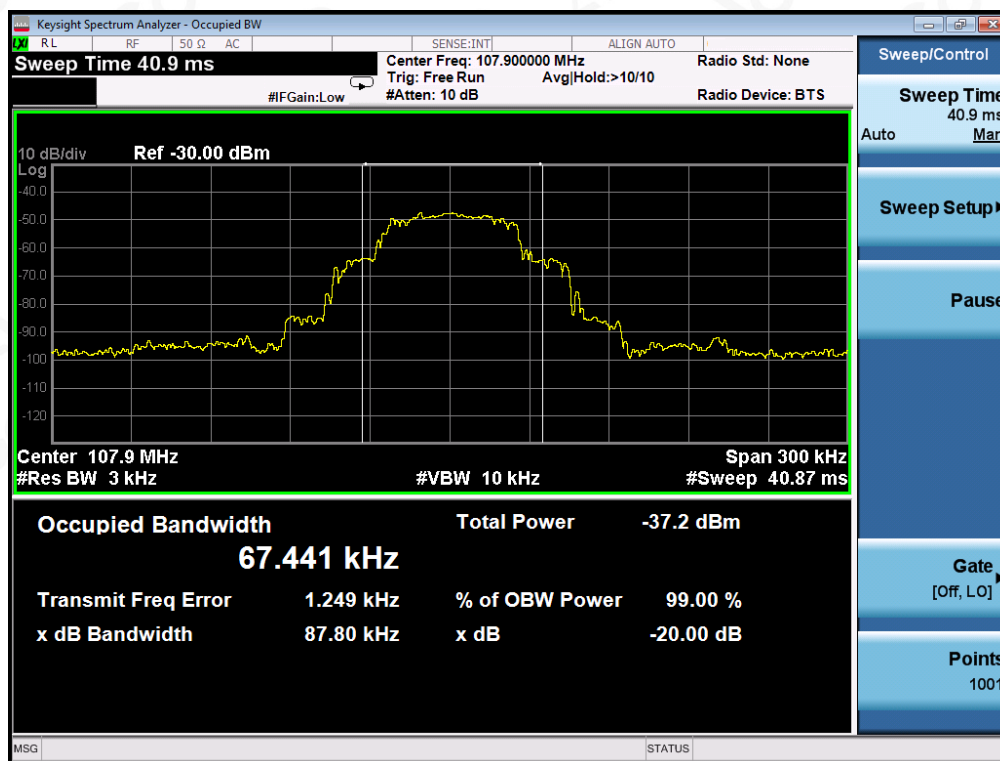 Keysight Spectrum Analyzer - Occupied BW
LXI RL RF 50 Ω AC SENSE:INT ALIGN AUTO
Sweep Time 40.9 ms
Center Freq: 107.900000 MHz
Radio Std: None
Trig: Free Run Avg|Hold:>10/10
#IFGain:Low #Atten: 10 dB Radio Device: BTS
10 dB/div Ref -30.00 dBm
Log
-40.0
-50.0
-60.0
-70.0
-80.0
-90.0
-100
-110
-120
Center 107.9 MHz Span 300 kHz
#Res BW 3 kHz #VBW 10 kHz #Sweep 40.87 ms
Occupied Bandwidth Total Power -37.2 dBm
67.441 kHz
Transmit Freq Error 1.249 kHz % of OBW Power 99.00 %
x dB Bandwidth 87.80 kHz x dB -20.00 dB
MSG STATUS
Sweep/Control
Sweep Time
40.9 ms
Auto Man
Sweep Setup
Pause
Gate
[Off, LO]
Points
1001